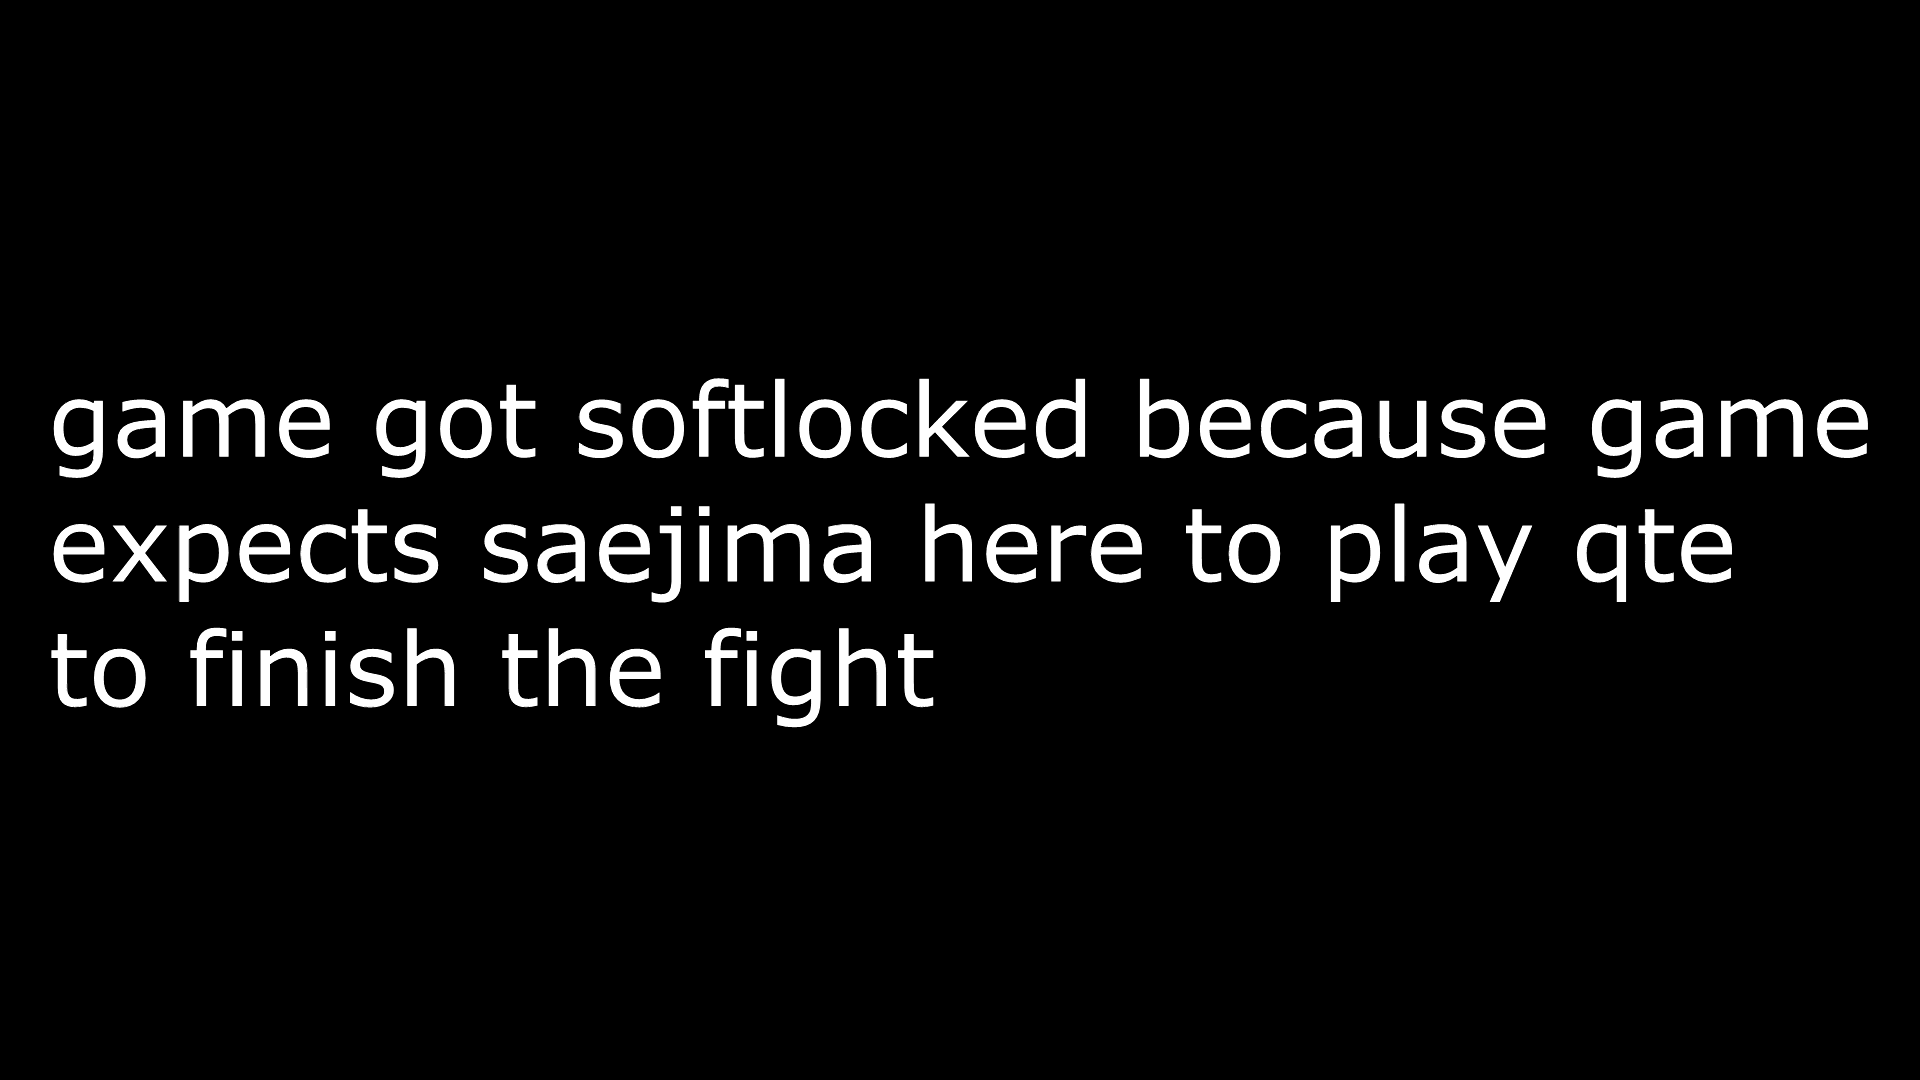 game got softlocked because game
expects saejima here to play qte
to finish the fight